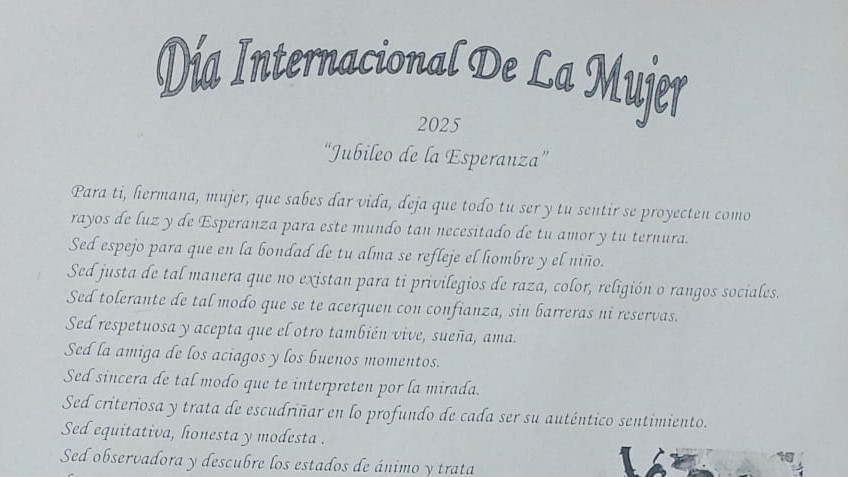 Día Internacional De La Mujer
2025
“Jubileo de la Esperanza”
Para ti, hermana, mujer, que sabes dar vida, deja que todo tu ser y tu sentir se proyecten como
rayos de luz y de Esperanza para este mundo tan necesitado de tu amor y tu ternura.
Sed espejo para que en la bondad de tu alma se refleje el hombre y el niño.
Sed justa de tal manera que no existan para ti privilegios de raza, color, religión o rangos sociales.
Sed tolerante de tal modo que se te acerquen con confianza, sin barreras ni reservas.
Sed respetuosa y acepta que el otro también vive, sueña, ama.
Sed la amiga de los aciagos y los buenos momentos.
Sed sincera de tal modo que te interpreten por la mirada.
Sed criteriosa y trata de escudriñar en lo profundo de cada ser su auténtico sentimiento.
Sed equitativa, honesta y modesta .
Sed observadora y descubre los estados de ánimo y trata